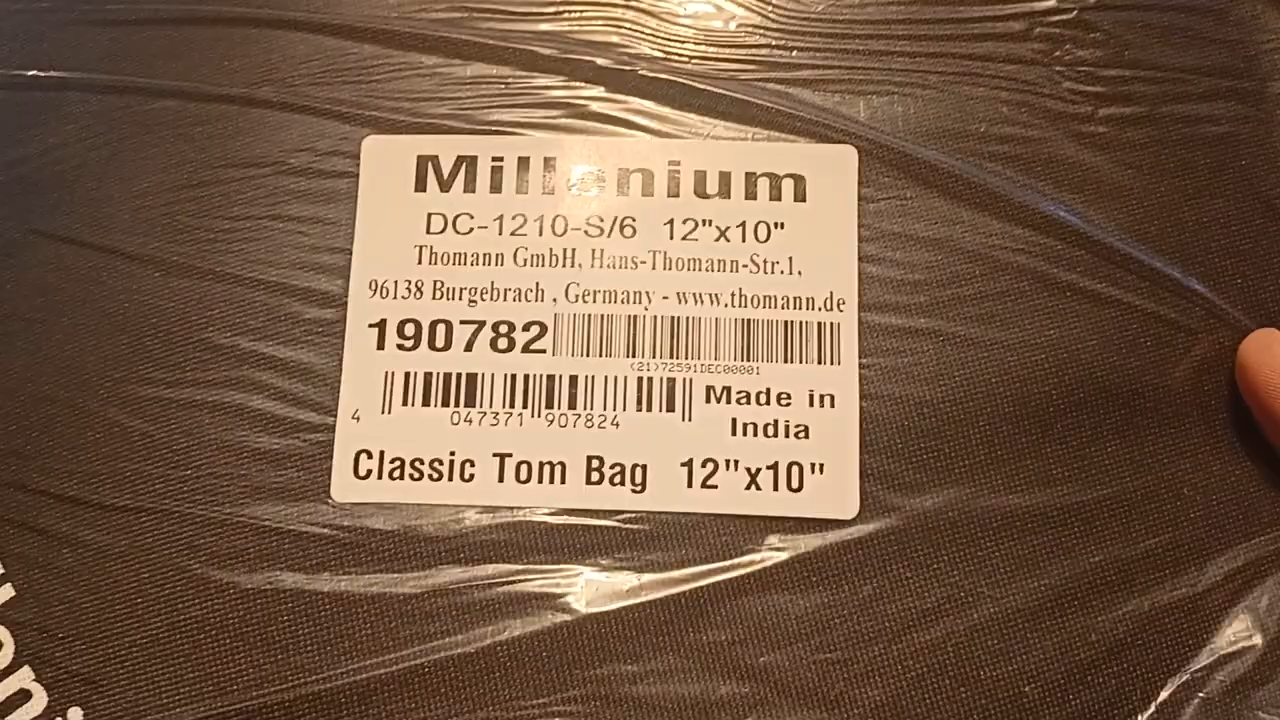 Millenium
DC-1210-S/6 12"x10"
Thomann GmbH, Hans-Thomann-Str.1,
96138 Burgebrach , Germany - www.thomann.de
190782
(21)72591DEC00001
4 047371 907824
Made in
India
Classic Tom Bag 12"x10"